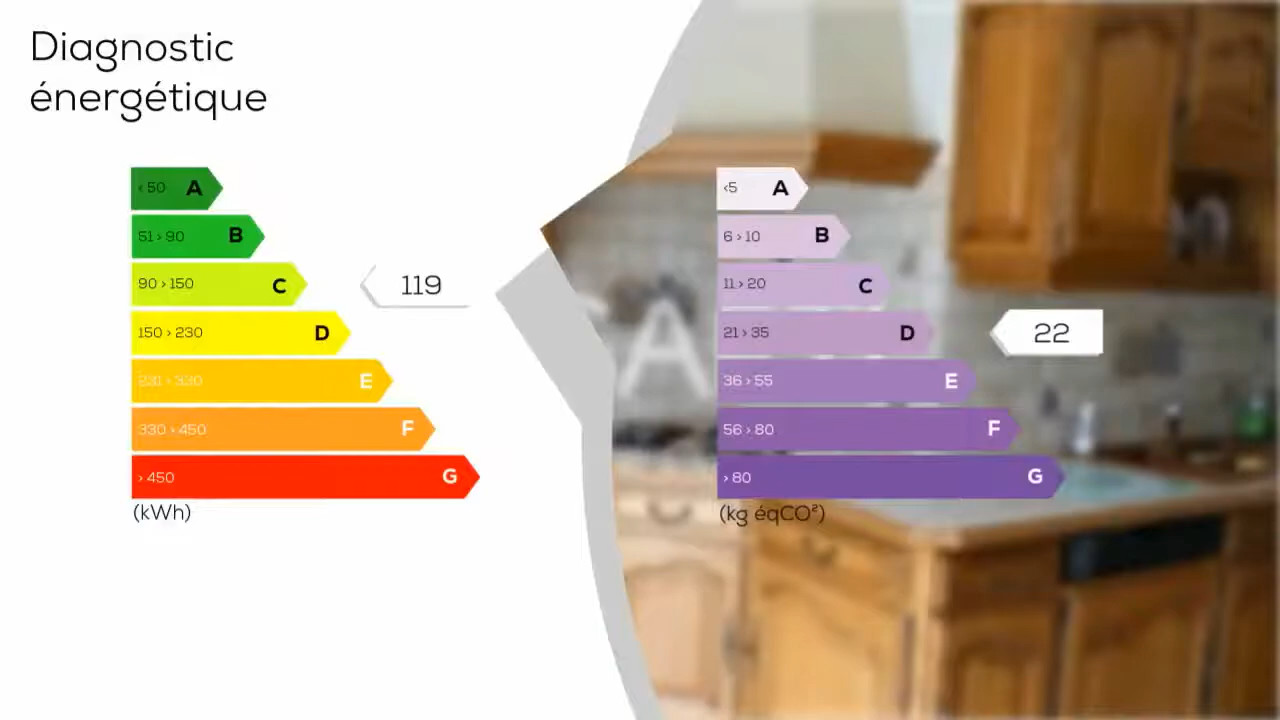 Diagnostic
énergétique
< 50 A
51 > 90 B
90 > 150 C
119
150 > 230 D
231 > 330 E
330 > 450 F
> 450 G
(kWh)
A
<5 A
6 > 10 B
11 > 20 C
21 > 35 D
22
36 > 55 E
56 > 80 F
> 80 G
(kg éqCO²)